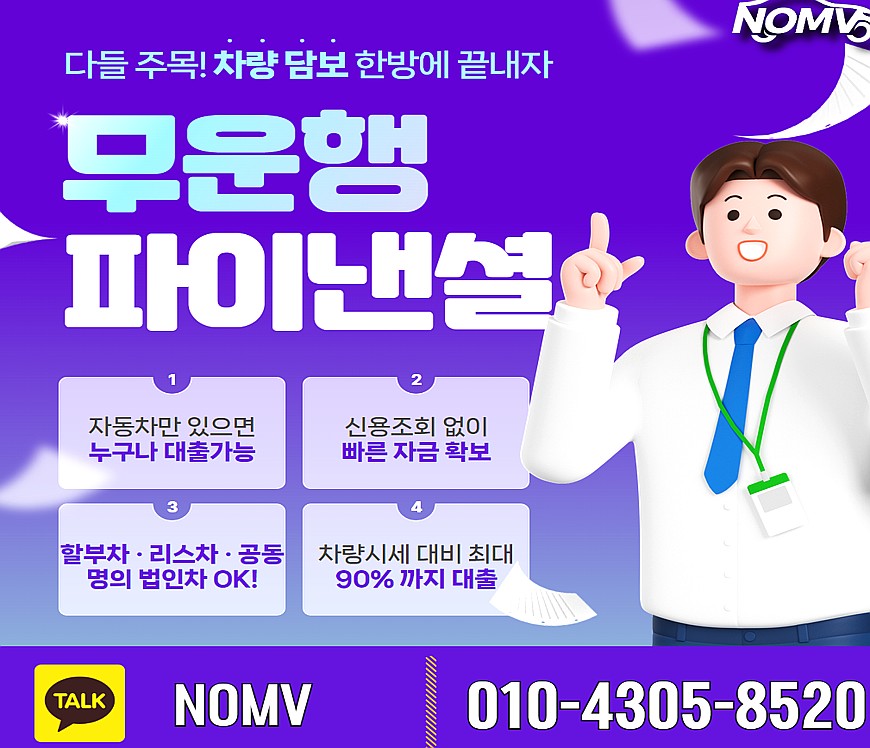 NOMV5
다들 주목! 차량 담보 한방에 끝내자
무운행
파이낸셜
1
자동차만 있으면
누구나 대출가능
2
신용조회 없이
빠른 자금 확보
3
할부차 · 리스차 · 공동
명의 법인차 OK!
4
차량시세 대비 최대
90% 까지 대출
TALK
NOMV
010-4305-8520